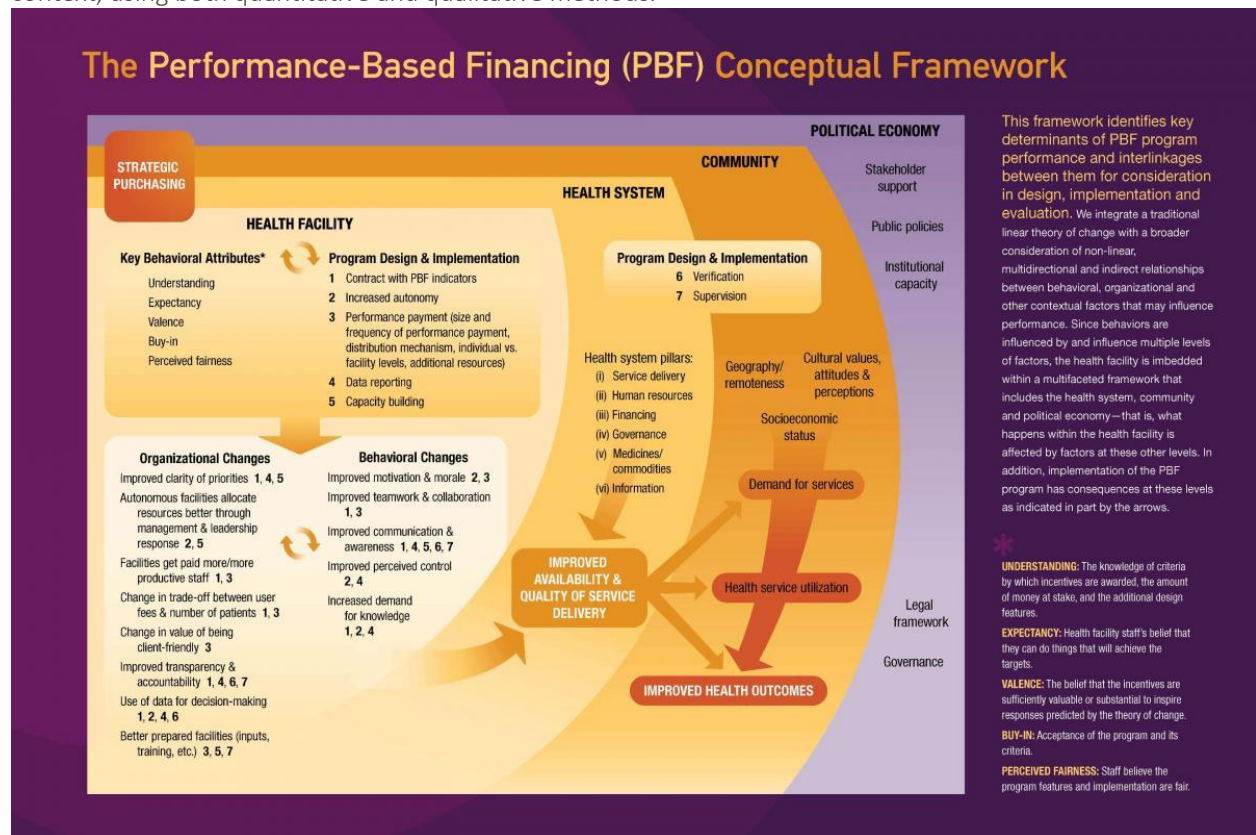 context, using both quantitative and qualitative methods.
The Performance-Based Financing (PBF) Conceptual Framework
POLITICAL ECONOMY
Stakeholder
support
Public policies
Institutional
capacity
Legal
framework
Governance
COMMUNITY
STRATEGIC
PURCHASING
HEALTH SYSTEM
HEALTH FACILITY
Key Behavioral Attributes*
Understanding
Expectancy
Valence
Buy-in
Perceived fairness
Program Design & Implementation
1 Contract with PBF indicators
2 Increased autonomy
3 Performance payment (size and
frequency of performance payment,
distribution mechanism, individual vs.
facility levels, additional resources)
4 Data reporting
5 Capacity building
Program Design & Implementation
6 Verification
7 Supervision
Health system pillars:
(i) Service delivery
(ii) Human resources
(iii) Financing
(iv) Governance
(v) Medicines/
commodities
(vi) Information
Geography/
remoteness
Cultural values,
attitudes &
perceptions
Socioeconomic
status
Organizational Changes
Improved clarity of priorities 1, 4, 5
Autonomous facilities allocate
resources better through
management & leadership
response 2, 5
Facilities get paid more/more
productive staff 1, 3
Change in trade-off between user
fees & number of patients 1, 3
Change in value of being
client-friendly 3
Improved transparency &
accountability 1, 4, 6, 7
Use of data for decision-making
1, 2, 4, 6
Better prepared facilities (inputs,
training, etc.) 3, 5, 7
Behavioral Changes
Improved motivation & morale 2, 3
Improved teamwork & collaboration
1, 3
Improved communication &
awareness 1, 4, 5, 6, 7
Improved perceived control
2, 4
Increased demand
for knowledge
1, 2, 4
IMPROVED
AVAILABILITY &
QUALITY OF SERVICE
DELIVERY
Demand for services
Health service utilization
IMPROVED HEALTH OUTCOMES
This framework identifies key
determinants of PBF program
performance and interlinkages
between them for consideration
in design, implementation and
evaluation. We integrate a traditional
linear theory of change with a broader
consideration of non-linear,
multidirectional and indirect relationships
between behavioral, organizational and
other contextual factors that may influence
performance. Since behaviors are
influenced by and influence multiple levels
of factors, the health facility is imbedded
within a multifaceted framework that
includes the health system, community
and political economy—that is, what
happens within the health facility is
affected by factors at these other levels. In
addition, implementation of the PBF
program has consequences at these levels
as indicated in part by the arrows.
*
UNDERSTANDING: The knowledge of criteria
by which incentives are awarded, the amount
of money at stake, and the additional design
features.
EXPECTANCY: Health facility staff's belief that
they can do things that will achieve the
targets.
VALENCE: The belief that the incentives are
sufficiently valuable or substantial to inspire
responses predicted by the theory of change.
BUY-IN: Acceptance of the program and its
criteria.
PERCEIVED FAIRNESS: Staff believe the
program features and implementation are fair.